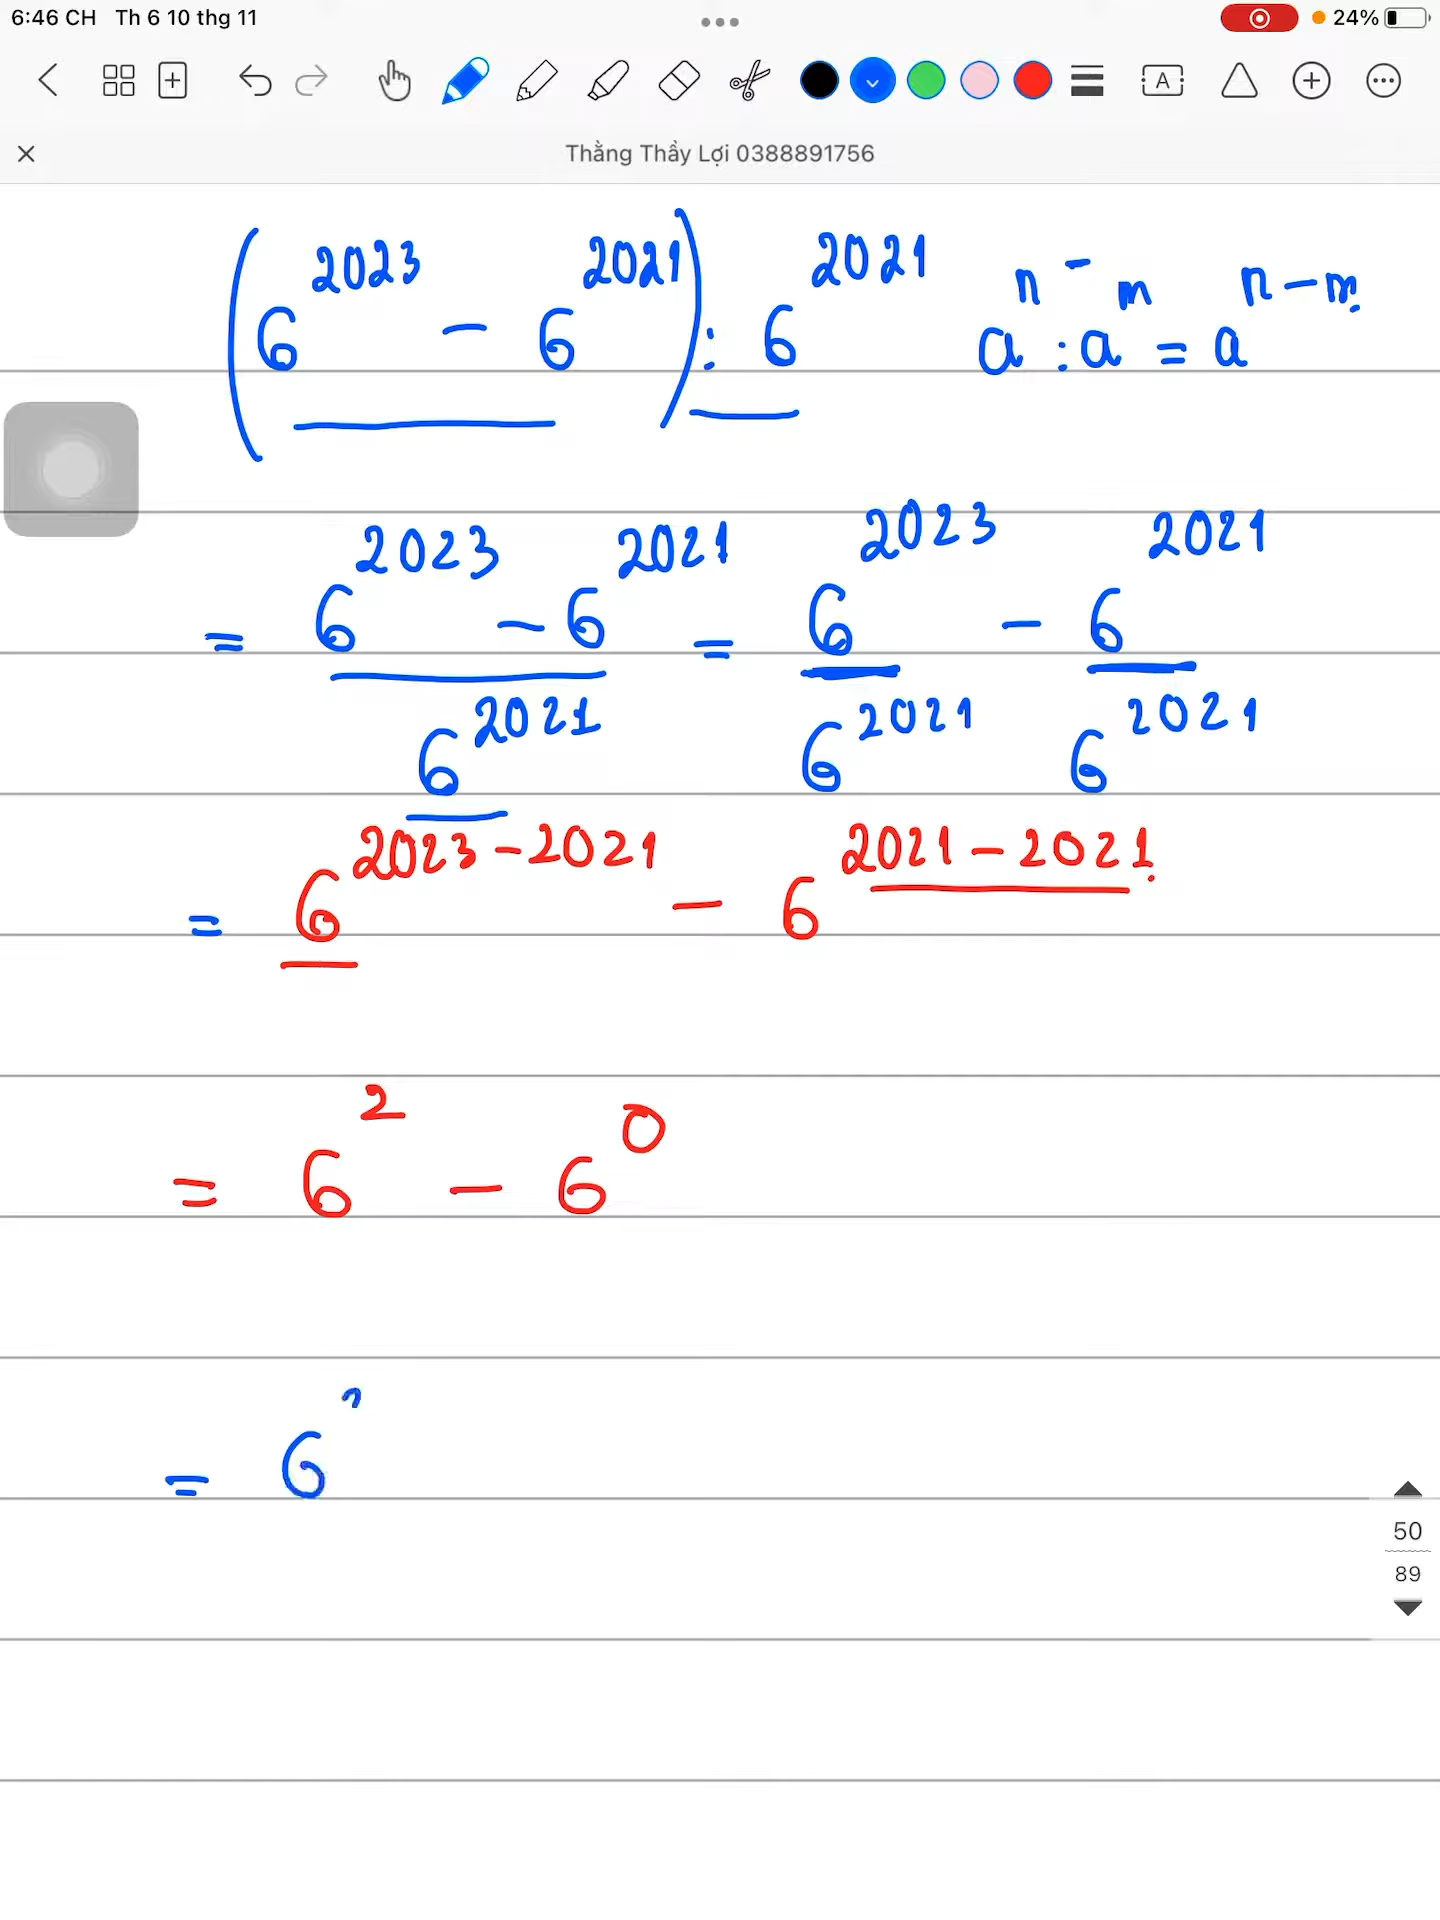 6:46 CH Th 6 10 thg 11 24%
A
Thằng Thầy Lợi 0388891756
(6^2023 - 6^2021) : 6^2021 a^n : a^m = a^n-m
= 6^2023 - 6^2021 / 6^2021 = 6^2023 / 6^2021 - 6^2021 / 6^2021
= 6^2023-2021 - 6^2021-2021
= 6^2 - 6^0
= 6
50
89